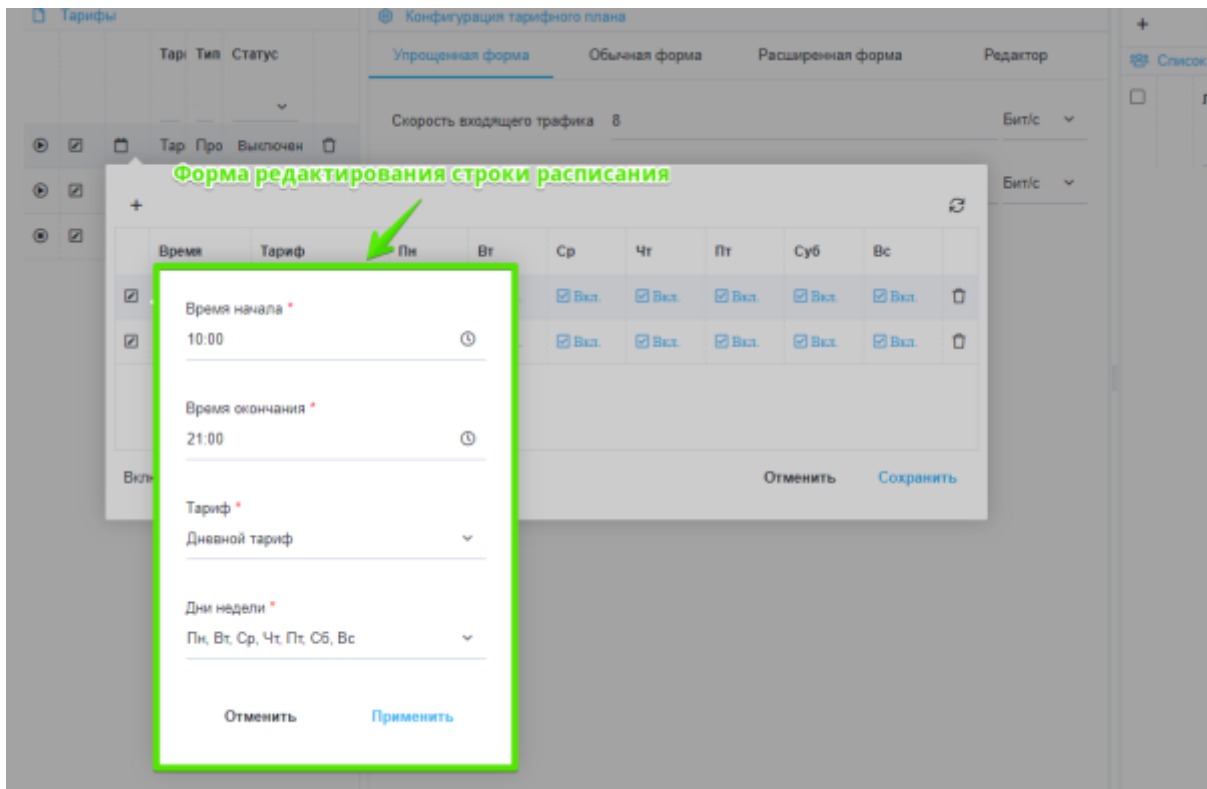 Тарифы
Конфигурация тарифного плана
Список
Тари Тип Статус
Упрощенная форма Обычная форма Расширенная форма Редактор
Скорость входящего трафика 8 Бит/с
Тар Про Выключен
Форма редактирования строки расписания
Бит/с
Время Тариф Пн Вт Ср Чт Пт Суб Вс
Вкл. Вкл. Вкл. Вкл. Вкл.
Вкл. Вкл. Вкл. Вкл. Вкл.
Время начала *
10:00
Время окончания *
21:00
Отменить Сохранить
Тариф *
Дневной тариф
Дни недели *
Пн, Вт, Ср, Чт, Пт, Сб, Вс
Отменить Применить